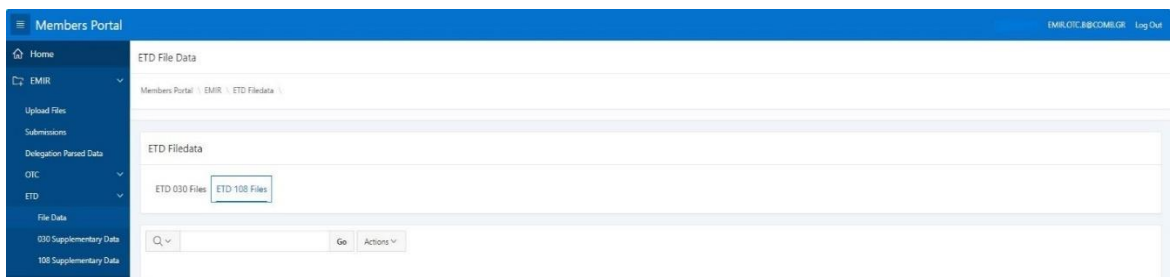 Members Portal
EMIR.OTC.B@COMB.GR Log Out
Home
EMIR
Upload Files
Submissions
Delegation Parsed Data
OTC
ETD
File Data
030 Supplementary Data
108 Supplementary Data
ETD File Data
Members Portal \ EMIR \ ETD Filedata \
ETD Filedata
ETD 030 Files ETD 108 Files
Go Actions